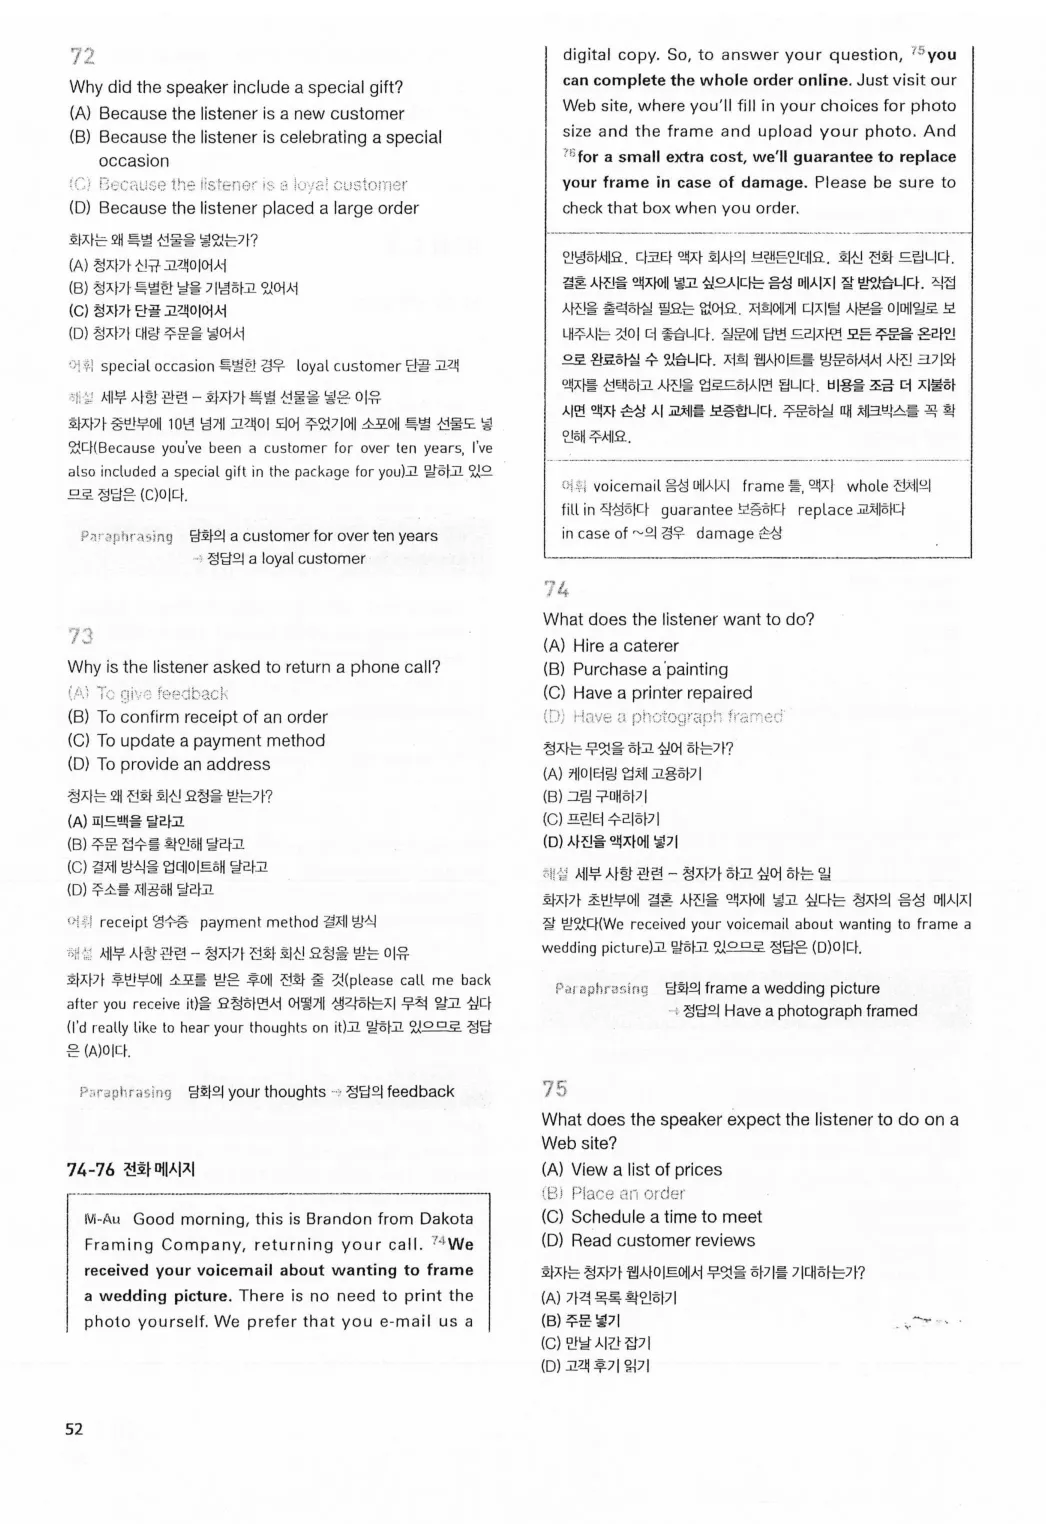 72
Why did the speaker include a special gift?
(A) Because the listener is a new customer
(B) Because the listener is celebrating a special
occasion
(C) Because the listener is a loyal customer
(D) Because the listener placed a large order
화자는 왜 특별 선물을 넣었는가?
(A) 청자가 신규 고객이어서
(B) 청자가 특별한 날을 기념하고 있어서
(C) 청자가 단골 고객이어서
(D) 청자가 대량 주문을 넣어서
어휘 special occasion 특별한 경우 loyal customer 단골 고객
해설 세부 사항 관련 – 화자가 특별 선물을 넣은 이유
화자가 중반부에 10년 넘게 고객이 되어 주었기에 소포에 특별 선물도 넣
었다(Because you've been a customer for over ten years, I've
also included a special gift in the package for you)고 말하고 있으
므로 정답은 (C)이다.
Paraphrasing 담화의 a customer for over ten years
→ 정답의 a loyal customer
73
Why is the listener asked to return a phone call?
(A) To give feedback
(B) To confirm receipt of an order
(C) To update a payment method
(D) To provide an address
청자는 왜 전화 회신 요청을 받는가?
(A) 피드백을 달라고
(B) 주문 접수를 확인해 달라고
(C) 결제 방식을 업데이트해 달라고
(D) 주소를 제공해 달라고
어휘 receipt 영수증 payment method 결제 방식
해설 세부 사항 관련 – 청자가 전화 회신 요청을 받는 이유
화자가 후반부에 소포를 받은 후에 전화 줄 것(please call me back
after you receive it)을 요청하면서 어떻게 생각하는지 무척 알고 싶다
(I'd really like to hear your thoughts on it)고 말하고 있으므로 정답
은 (A)이다.
Paraphrasing 담화의 your thoughts → 정답의 feedback
74-76 전화 메시지
M-Au Good morning, this is Brandon from Dakota
Framing Company, returning your call. 74We
received your voicemail about wanting to frame
a wedding picture. There is no need to print the
photo yourself. We prefer that you e-mail us a
52
digital copy. So, to answer your question, 75you
can complete the whole order online. Just visit our
Web site, where you'll fill in your choices for photo
size and the frame and upload your photo. And
76for a small extra cost, we'll guarantee to replace
your frame in case of damage. Please be sure to
check that box when you order.
안녕하세요. 다코타 액자 회사의 브랜든인데요. 회신 전화 드립니다.
결혼 사진을 액자에 넣고 싶으시다는 음성 메시지 잘 받았습니다. 직접
사진을 출력하실 필요는 없어요. 저희에게 디지털 사본을 이메일로 보
내주시는 것이 더 좋습니다. 질문에 답변 드리자면 모든 주문을 온라인
으로 완료하실 수 있습니다. 저희 웹사이트를 방문하셔서 사진 크기와
액자를 선택하고 사진을 업로드하시면 됩니다. 비용을 조금 더 지불하
시면 액자 손상 시 교체를 보증합니다. 주문하실 때 체크박스를 꼭 확
인해 주세요.
어휘 voicemail 음성 메시지 frame 틀, 액자 whole 전체의
fill in 작성하다 guarantee 보증하다 replace 교체하다
in case of ~의 경우 damage 손상
74
What does the listener want to do?
(A) Hire a caterer
(B) Purchase a painting
(C) Have a printer repaired
(D) Have a photograph framed
청자는 무엇을 하고 싶어 하는가?
(A) 케이터링 업체 고용하기
(B) 그림 구매하기
(C) 프린터 수리하기
(D) 사진을 액자에 넣기
해설 세부 사항 관련 – 청자가 하고 싶어 하는 일
화자가 초반부에 결혼 사진을 액자에 넣고 싶다는 청자의 음성 메시지
잘 받았다(We received your voicemail about wanting to frame a
wedding picture)고 말하고 있으므로 정답은 (D)이다.
Paraphrasing 담화의 frame a wedding picture
→ 정답의 Have a photograph framed
75
What does the speaker expect the listener to do on a
Web site?
(A) View a list of prices
(B) Place an order
(C) Schedule a time to meet
(D) Read customer reviews
화자는 청자가 웹사이트에서 무엇을 하기를 기대하는가?
(A) 가격 목록 확인하기
(B) 주문 넣기
(C) 만날 시간 잡기
(D) 고객 후기 읽기